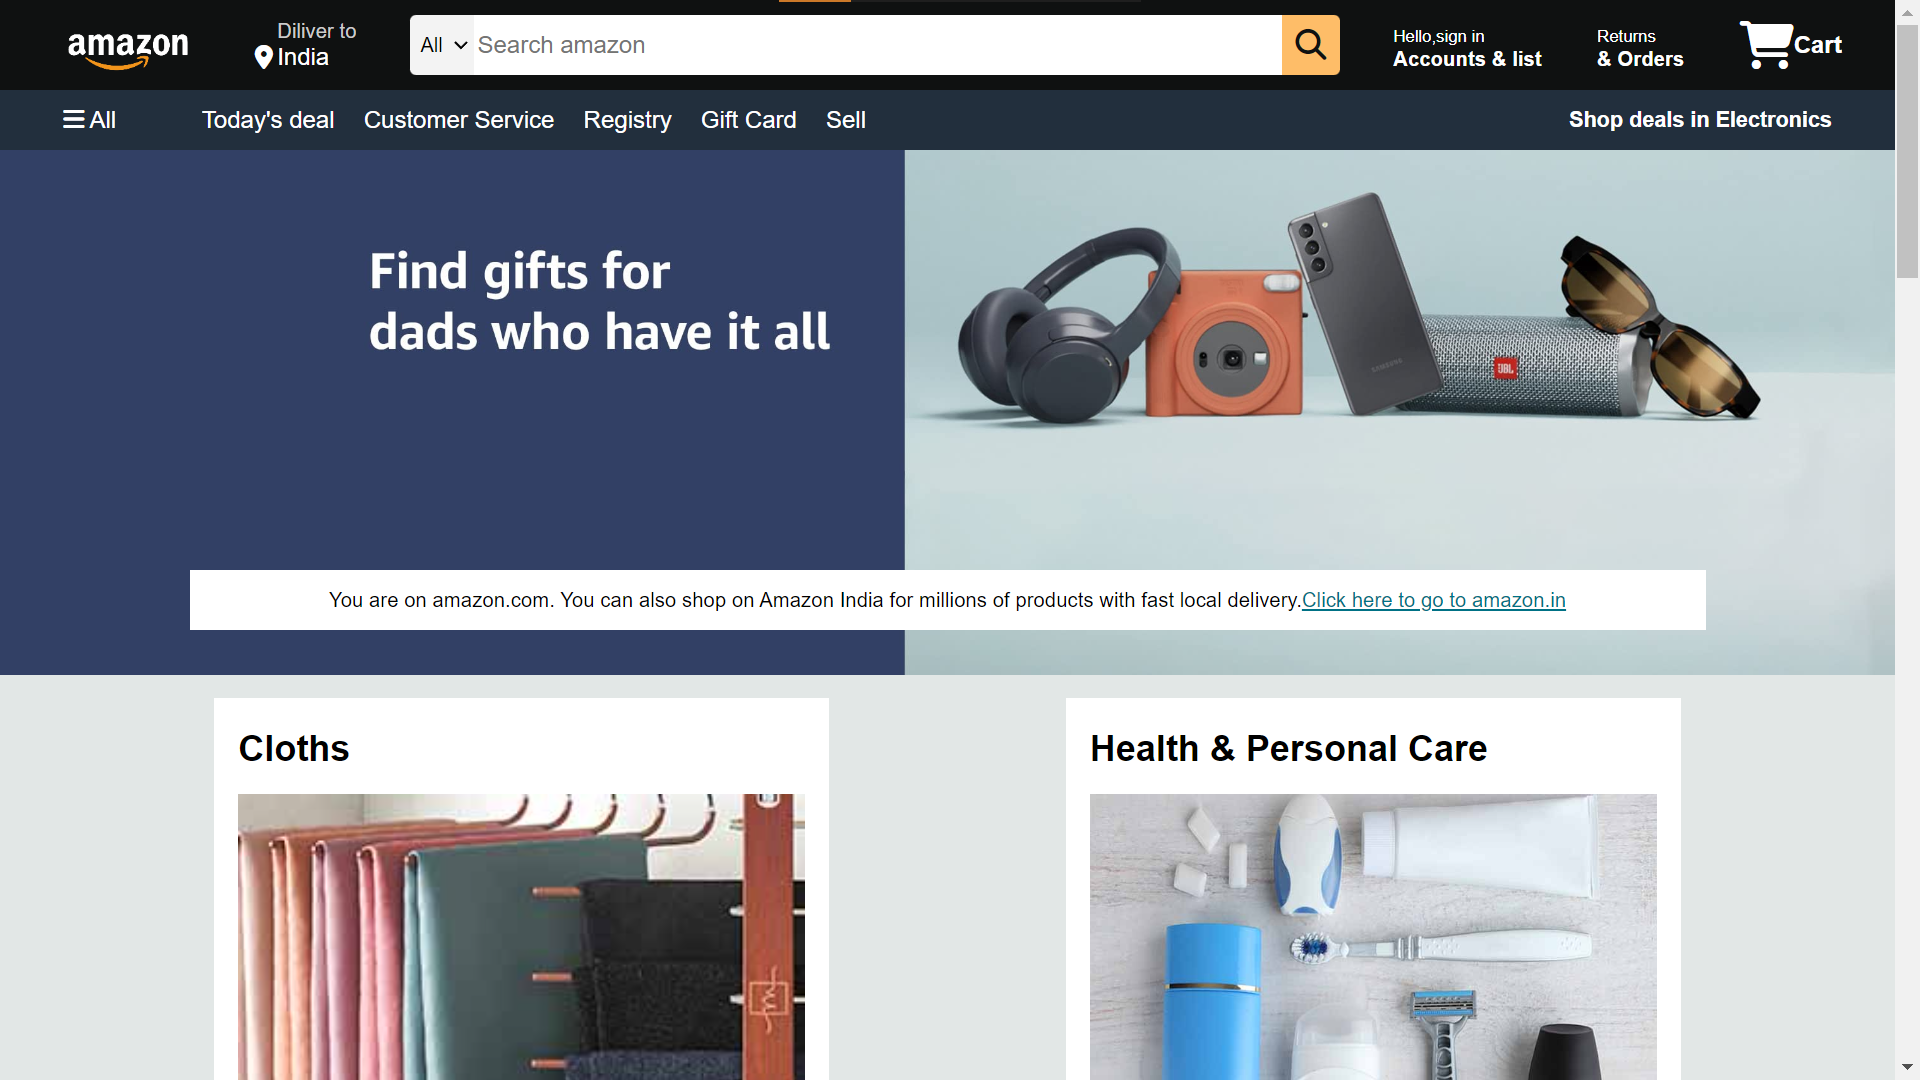 amazon
Diliver to
India
All
Search amazon
Hello,sign in
Accounts & list
Returns
& Orders
Cart
All
Today's deal
Customer Service
Registry
Gift Card
Sell
Shop deals in Electronics
Find gifts for
dads who have it all
SAMSUNG
JBL
You are on amazon.com. You can also shop on Amazon India for millions of products with fast local delivery.Click here to go to amazon.in
Cloths
Health & Personal Care